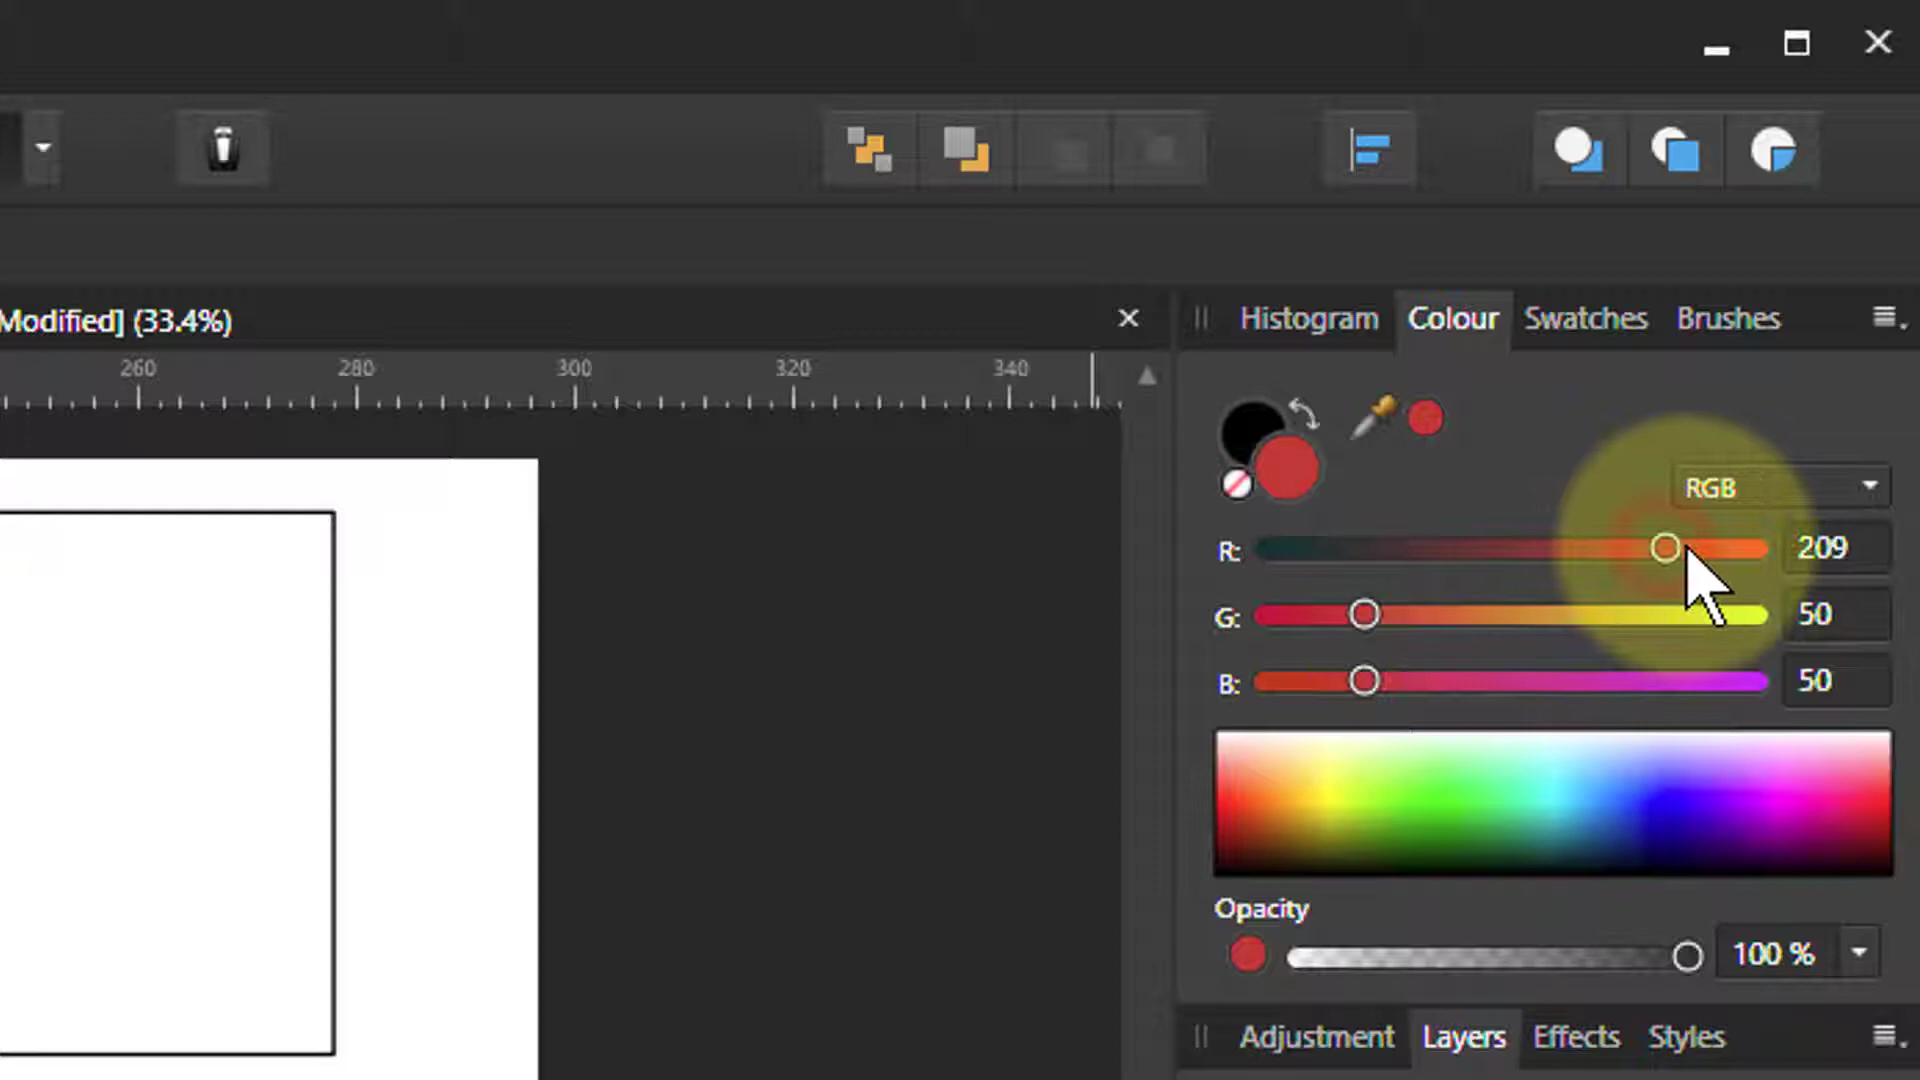 Modified] (33.4%)
Histogram Colour Swatches Brushes
260 280 300 320 340
RGB
R: 209
G: 50
B: 50
Opacity
100 %
Adjustment Layers Effects Styles